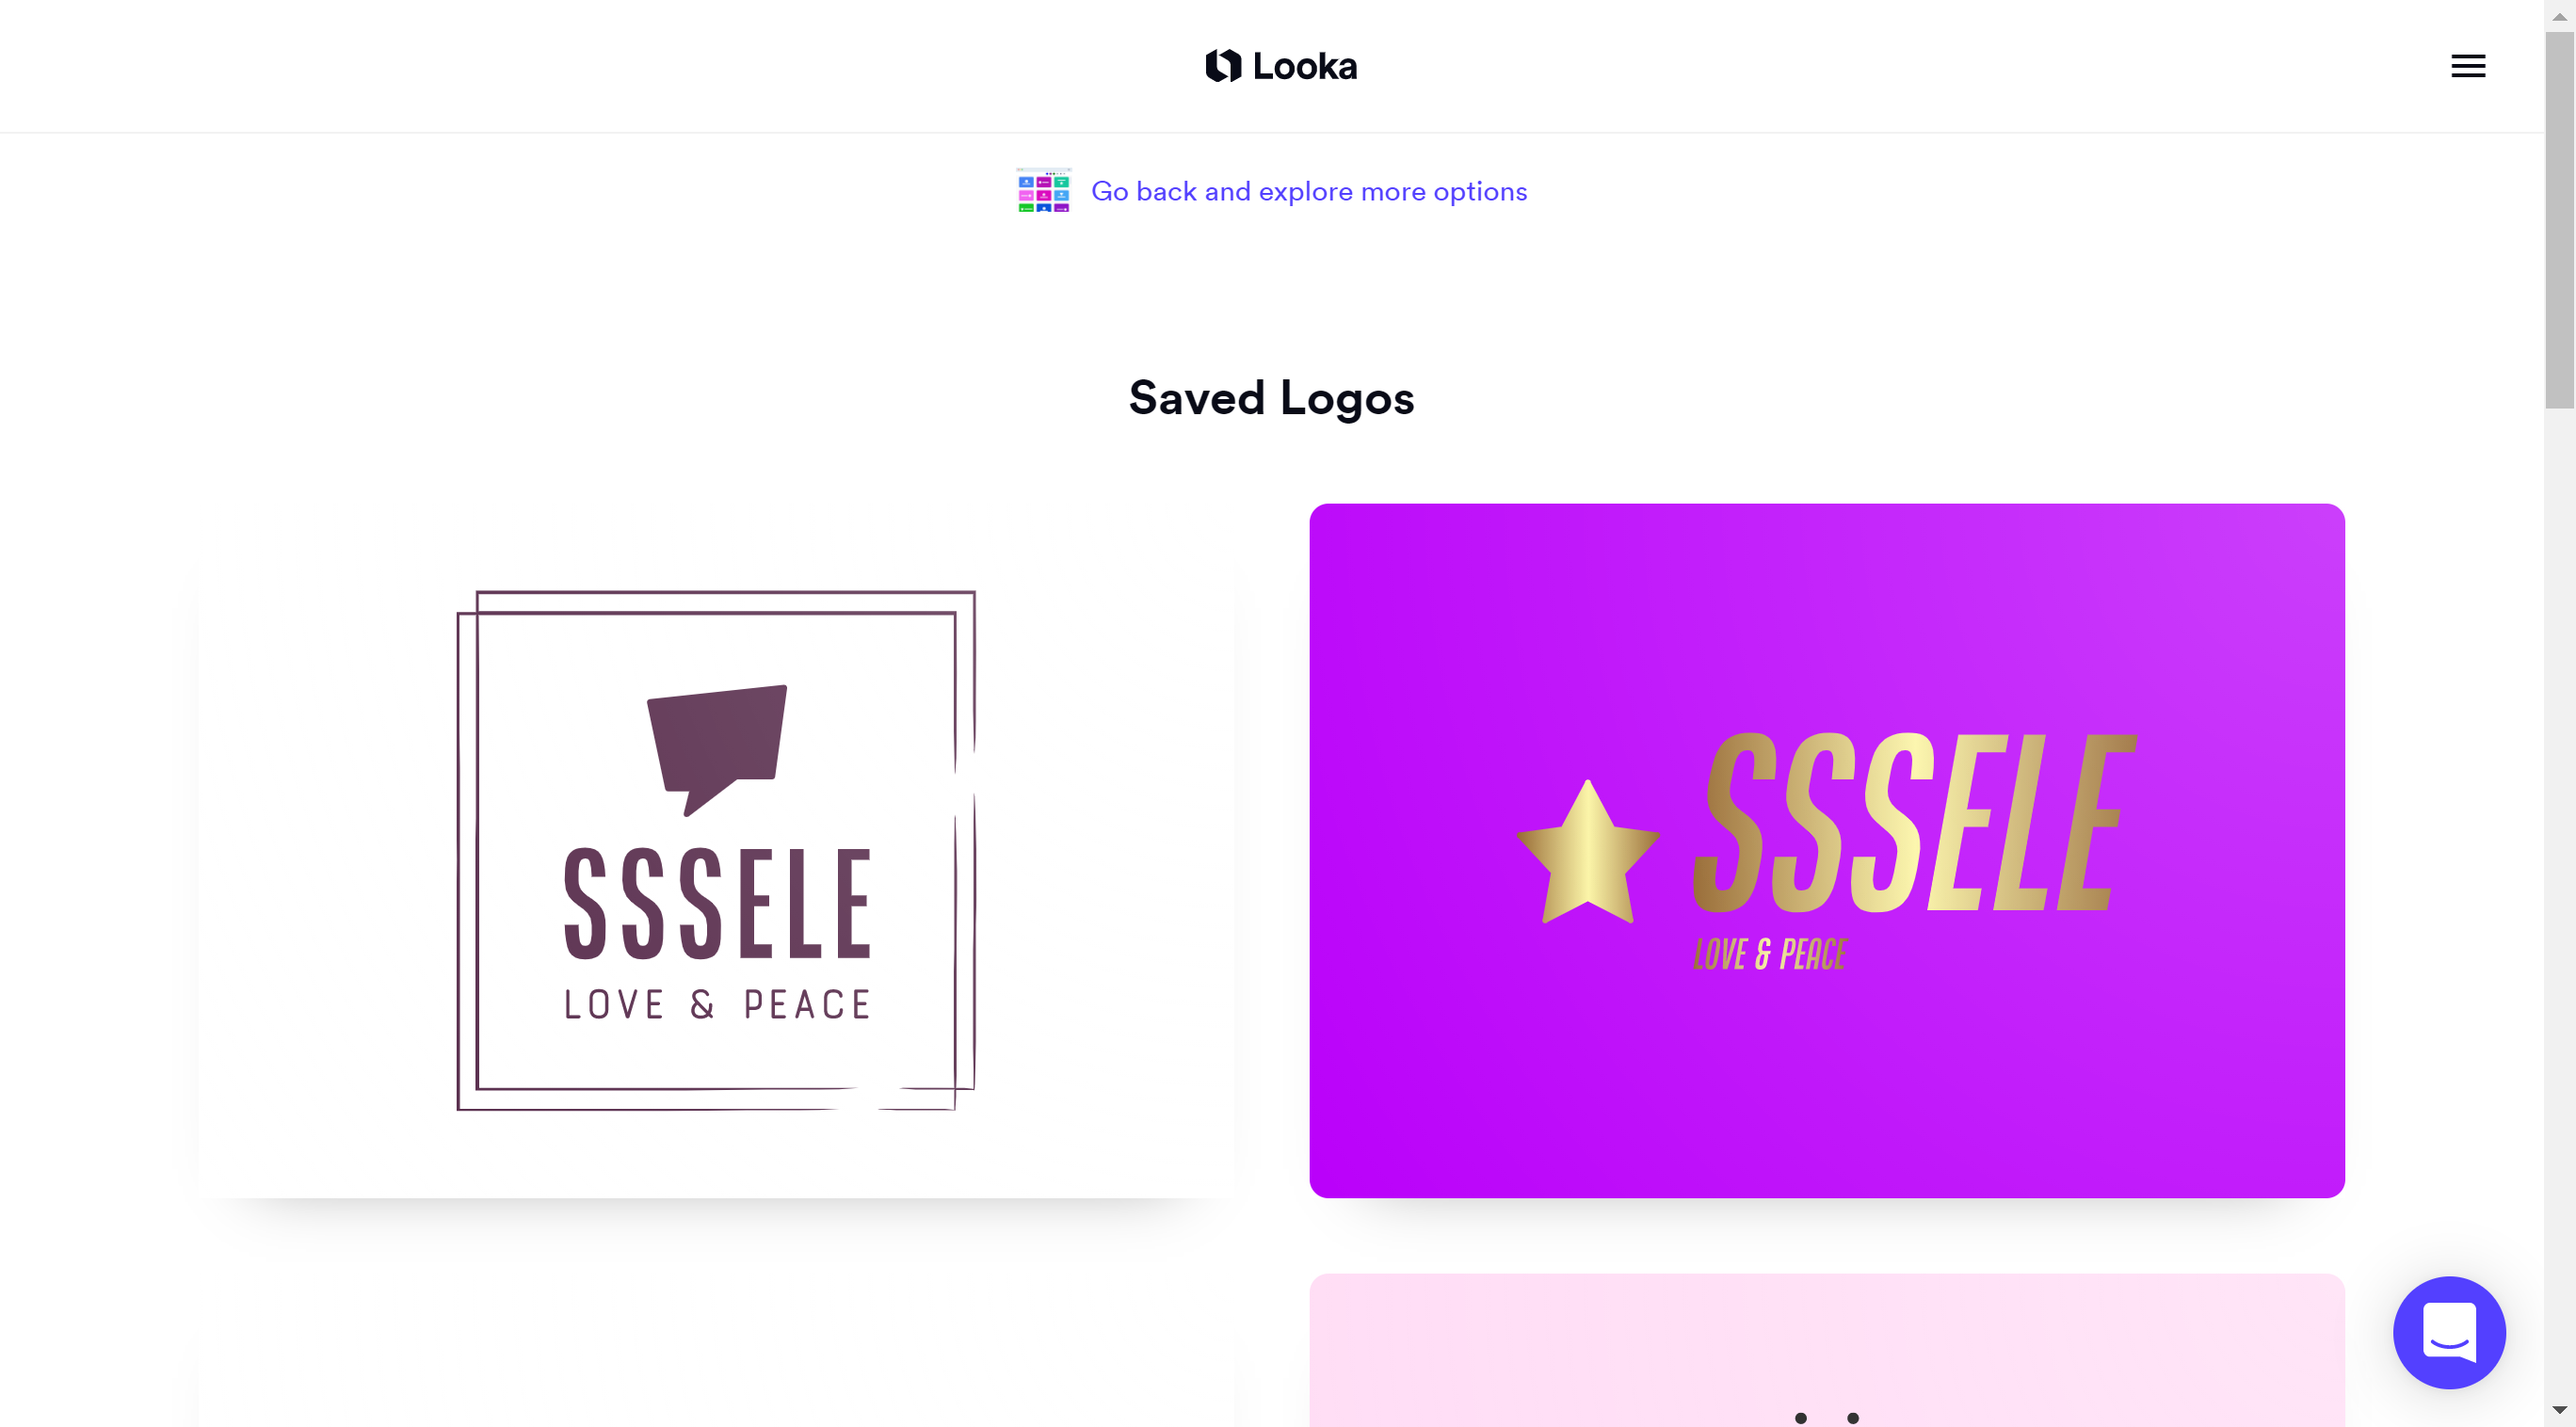 Looka
Go back and explore more options
Saved Logos
SSSELE
LOVE & PEACE
SSSELE
LOVE & PEACE